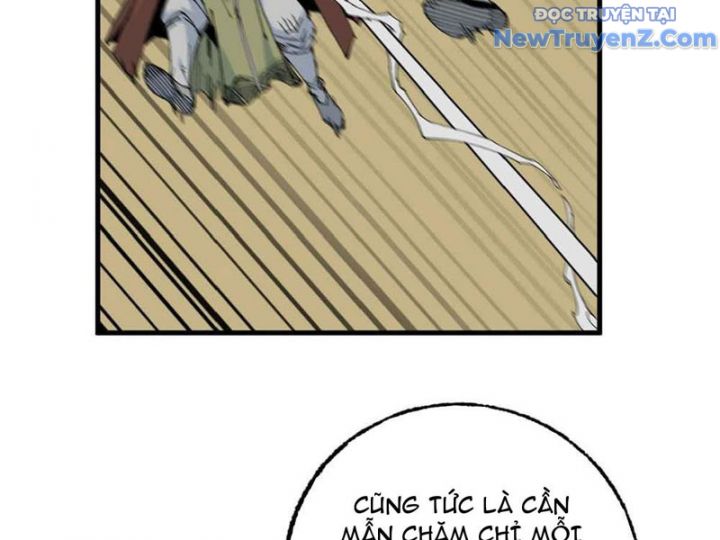 ĐỌC TRUYỆN TẠI
NewTruyenZ.Com
CŨNG TỨC LÀ CẦN
MẪN CHĂM CHỈ MỖI